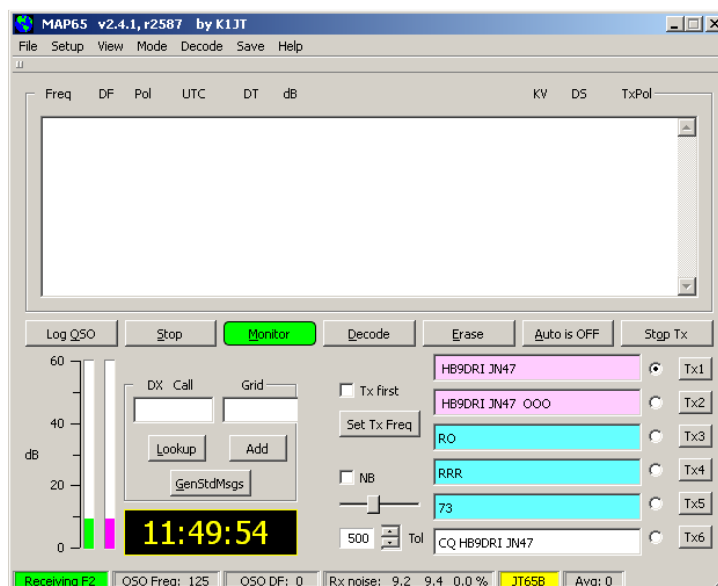 MAP65 v2.4.1, r2587 by K1JT
File Setup View Mode Decode Save Help
Freq DF Pol UTC DT dB KV DS TxPol
Log QSO Stop Monitor Decode Erase Auto is OFF Stop Tx
60
40
dB
20
0
DX Call Grid
Lookup Add
GenStdMsgs
11:49:54
Tx first
Set Tx Freq
NB
500 Tol
HB9DRI JN47 Tx1
HB9DRI JN47 OOO Tx2
RO Tx3
RRR Tx4
73 Tx5
CQ HB9DRI JN47 Tx6
Receiving F2 QSO Freq: 125 QSO DF: 0 Rx noise: 9.2 9.4 0.0 % JT65B Avg: 0